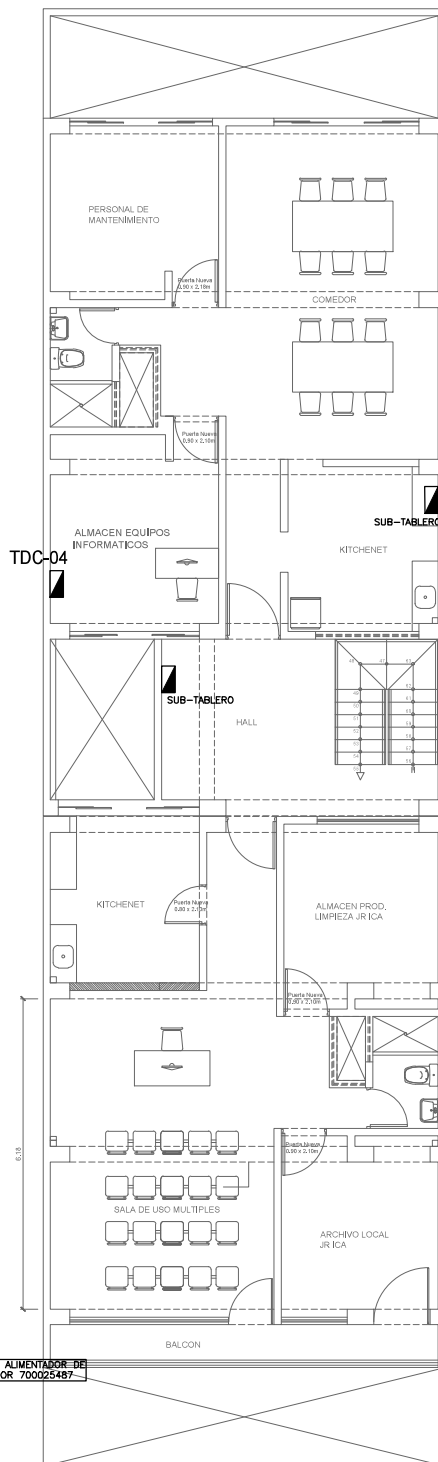 PERSONAL DE
MANTENIMIENTO
Puerta Nueva
0.90 x 2.18m
COMEDOR
Puerta Nueva
0.90 x 2.10m
ALMACEN EQUIPOS
INFORMATICOS
SUB-TABLERO
KITCHENET
TDC-04
SUB-TABLERO
HALL
KITCHENET
Puerta Nueva
0.80 x 2.10m
ALMACEN PROD.
LIMPIEZA JR ICA
Puerta Nueva
0.90 x 2.10m
6.18
Puerta Nueva
0.90 x 2.10m
SALA DE USO MULTIPLES
ARCHIVO LOCAL
JR ICA
BALCON
ALIMENTADOR DE
OR 700025487